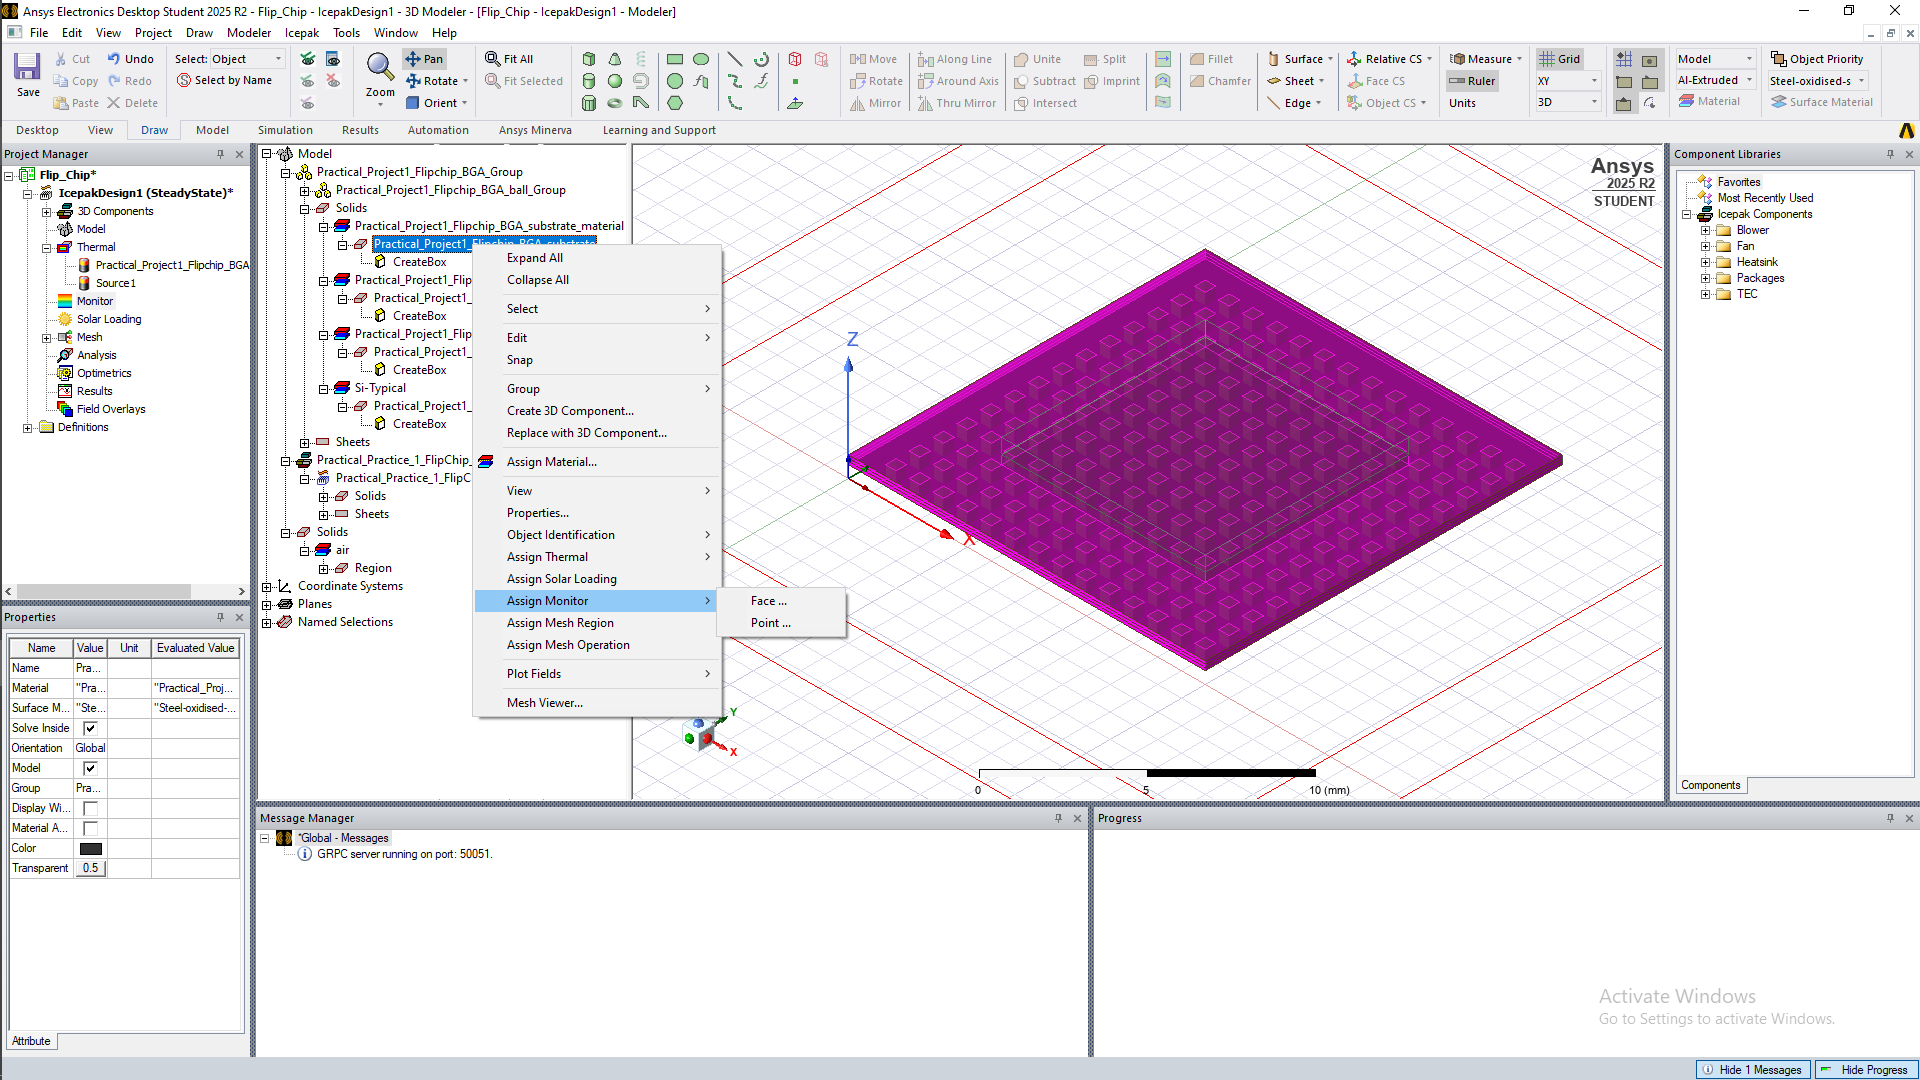 Ansys Electronics Desktop Student 2025 R2 - Flip_Chip - IcepakDesign1 - 3D Modeler - [Flip_Chip - IcepakDesign1 - Modeler]
File Edit View Project Draw Modeler Icepak Tools Window Help
Save
Cut
Copy
Paste
Undo
Redo
Delete
Select: Object
Select by Name
Zoom
Pan
Rotate
Orient
Fit All
Fit Selected
Move
Rotate
Mirror
Along Line
Around Axis
Thru Mirror
Unite
Subtract
Intersect
Split
Imprint
Fillet
Chamfer
Surface
Sheet
Edge
Relative CS
Face CS
Object CS
Measure
Ruler
Units
Grid
XY
3D
Model
Al-Extruded
Material
Object Priority
Steel-oxidised-s
Surface Material
Desktop View Draw Model Simulation Results Automation Ansys Minerva Learning and Support
Project Manager
Flip_Chip*
IcepakDesign1 (SteadyState)*
3D Components
Model
Thermal
Practical_Project1_Flipchip_BGA
Source1
Monitor
Solar Loading
Mesh
Analysis
Optimetrics
Results
Field Overlays
Definitions
Properties
Name Value Unit Evaluated Value
Name Pra...
Material "Pra... "Practical_Proj...
Surface M... "Ste... "Steel-oxidised-...
Solve Inside
Orientation Global
Model
Group Pra...
Display Wi...
Material A...
Color
Transparent 0.5
Attribute
Model
Practical_Project1_Flipchip_BGA_Group
Practical_Project1_Flipchip_BGA_ball_Group
Solids
Practical_Project1_Flipchip_BGA_substrate_material
Practical_Project1_Flipchip_BGA_substrate
CreateBox
Practical_Project1_Flip
Practical_Project1_
CreateBox
Practical_Project1_Flip
Practical_Project1_
CreateBox
Si-Typical
Practical_Project1_
CreateBox
Sheets
Practical_Practice_1_FlipChip_
Practical_Practice_1_FlipC
Solids
Sheets
Solids
air
Region
Coordinate Systems
Planes
Named Selections
Expand All
Collapse All
Select
Edit
Snap
Group
Create 3D Component...
Replace with 3D Component...
Assign Material...
View
Properties...
Object Identification
Assign Thermal
Assign Solar Loading
Assign Monitor
Assign Mesh Region
Assign Mesh Operation
Plot Fields
Mesh Viewer...
Face ...
Point ...
Ansys
2025 R2
STUDENT
Z
X
Y
X
0 5 10 (mm)
Component Libraries
Favorites
Most Recently Used
Icepak Components
Blower
Fan
Heatsink
Packages
TEC
Components
Message Manager
*Global - Messages
GRPC server running on port: 50051.
Progress
Activate Windows
Go to Settings to activate Windows.
Hide 1 Messages
Hide Progress